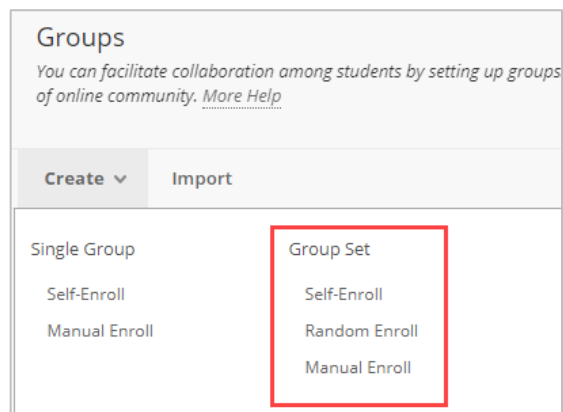 Groups
You can facilitate collaboration among students by setting up groups
of online community. More Help
Create Import
Single Group
Self-Enroll
Manual Enroll
Group Set
Self-Enroll
Random Enroll
Manual Enroll